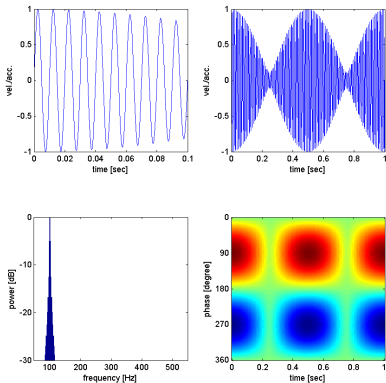 1
0.5
0
-0.5
-1
vel./acc.
0 0.02 0.04 0.06 0.08 0.1
time [sec]
1
0.5
0
-0.5
-1
vel./acc.
0 0.2 0.4 0.6 0.8 1
time [sec]
0
-10
-20
-30
power [dB]
100 200 300 400 500
frequency [Hz]
0
90
180
270
360
phase [degree]
0 0.2 0.4 0.6 0.8 1
time [sec]